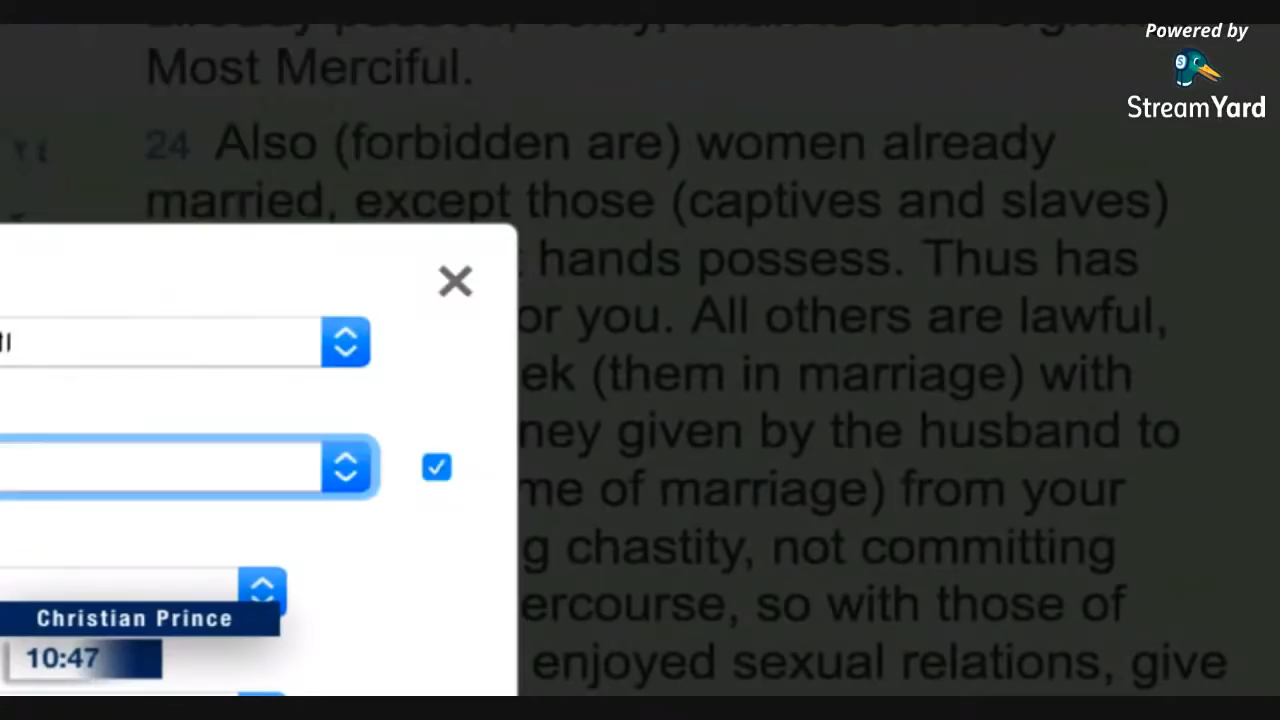 Powered by
StreamYard
Most Merciful.
٢٤
24 Also (forbidden are) women already
married, except those (captives and slaves)
hands possess. Thus has
or you. All others are lawful,
ek (them in marriage) with
ney given by the husband to
me of marriage) from your
g chastity, not committing
ercourse, so with those of
enjoyed sexual relations, give
Christian Prince
10:47